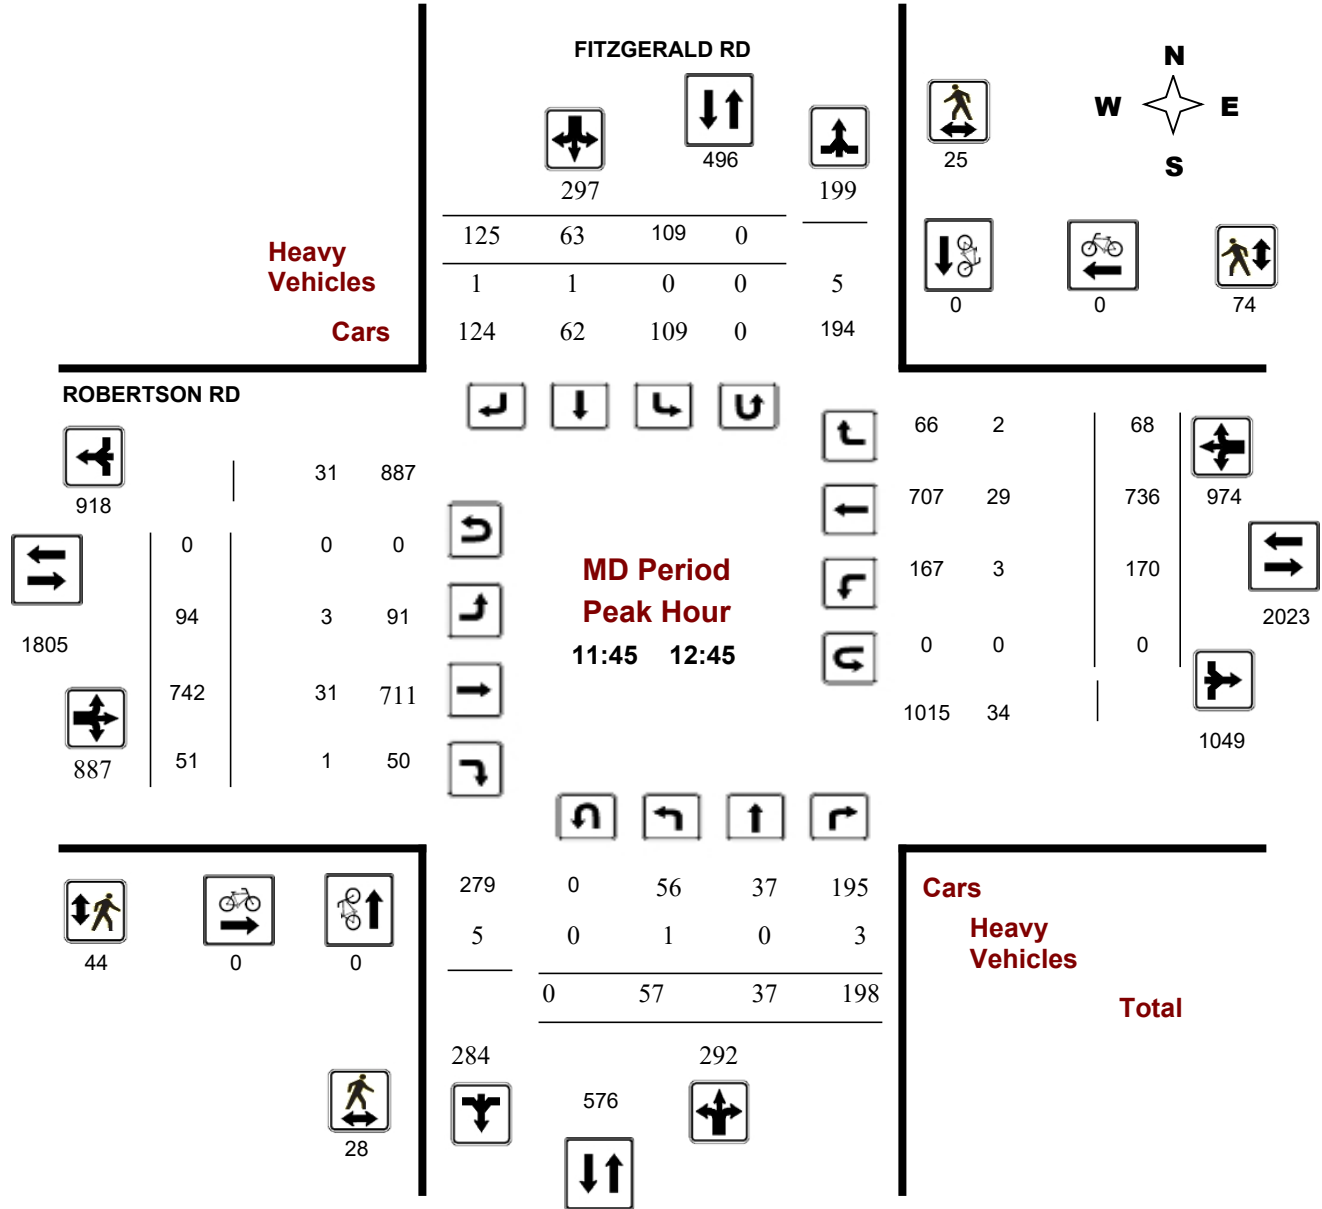 FITZGERALD RD
N
W E
S
496
25
297
199
125 63 109 0
Heavy
Vehicles
1 1 0 0 5
0 0 74
Cars
124 62 109 0 194
ROBERTSON RD
66 2 68
31 887
918
707 29 736 974
0 0 0
MD Period
167 3 170
94 3 91
Peak Hour
2023
1805
11:45 12:45
0 0 0
742 31 711
1015 34
1049
887 51 1 50
279 0 56 37 195
Cars
5 0 1 0 3
Heavy
Vehicles
44 0 0
0 57 37 198
Total
284 292
576
28